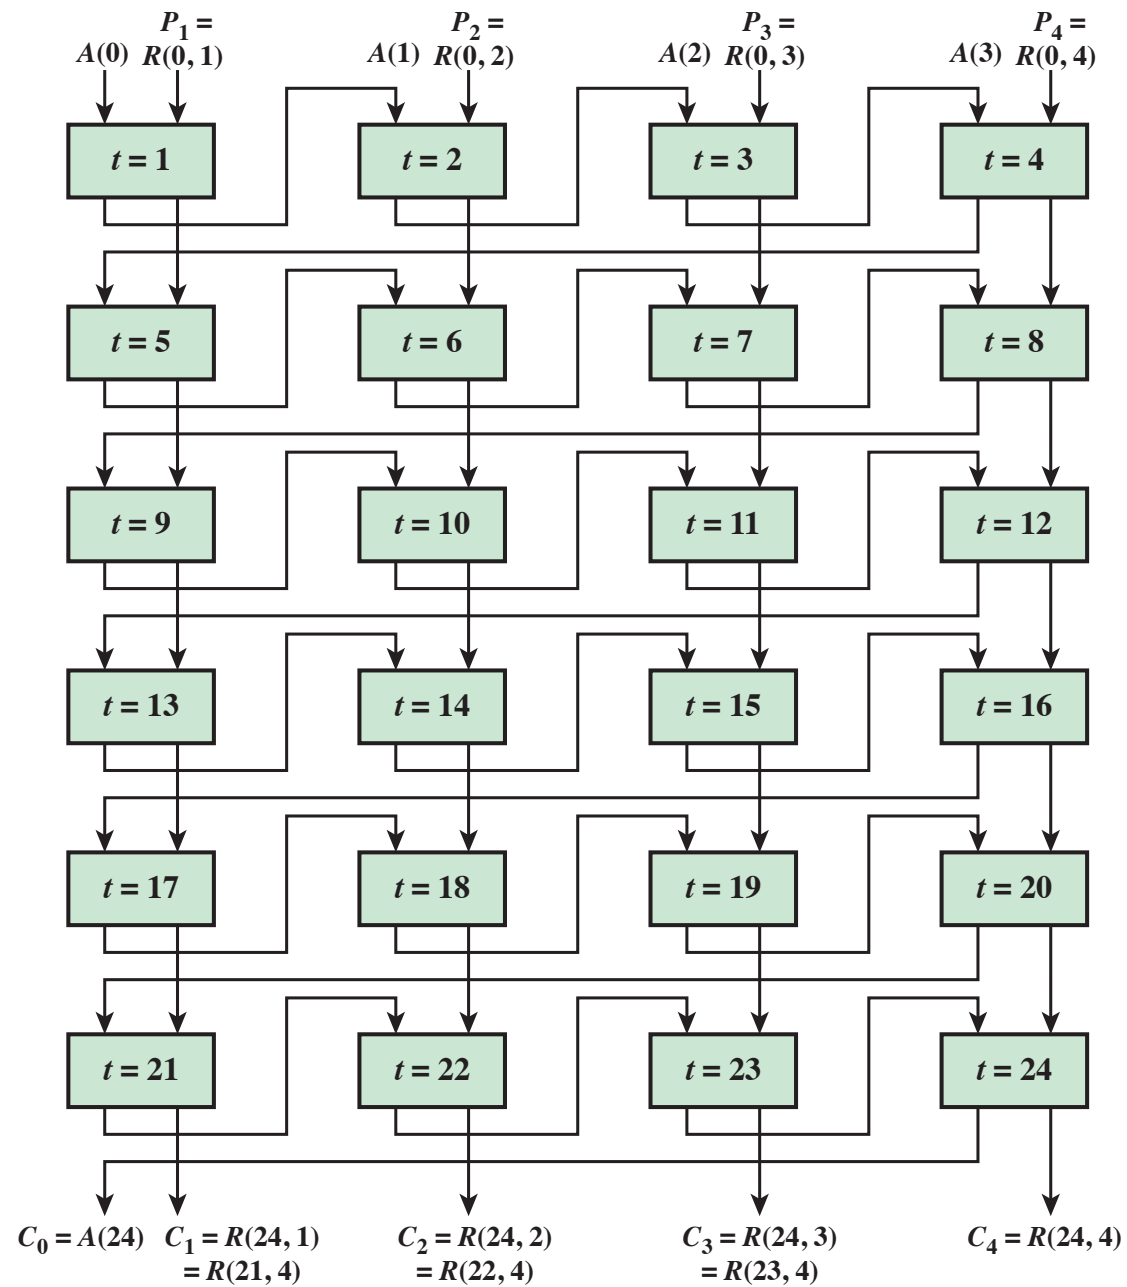 P1 = P2 = P3 = P4 =
A(0) R(0, 1) A(1) R(0, 2) A(2) R(0, 3) A(3) R(0, 4)
t = 1 t = 2 t = 3 t = 4
t = 5 t = 6 t = 7 t = 8
t = 9 t = 10 t = 11 t = 12
t = 13 t = 14 t = 15 t = 16
t = 17 t = 18 t = 19 t = 20
t = 21 t = 22 t = 23 t = 24
C0 = A(24) C1 = R(24, 1) C2 = R(24, 2) C3 = R(24, 3) C4 = R(24, 4)
= R(21, 4) = R(22, 4) = R(23, 4)